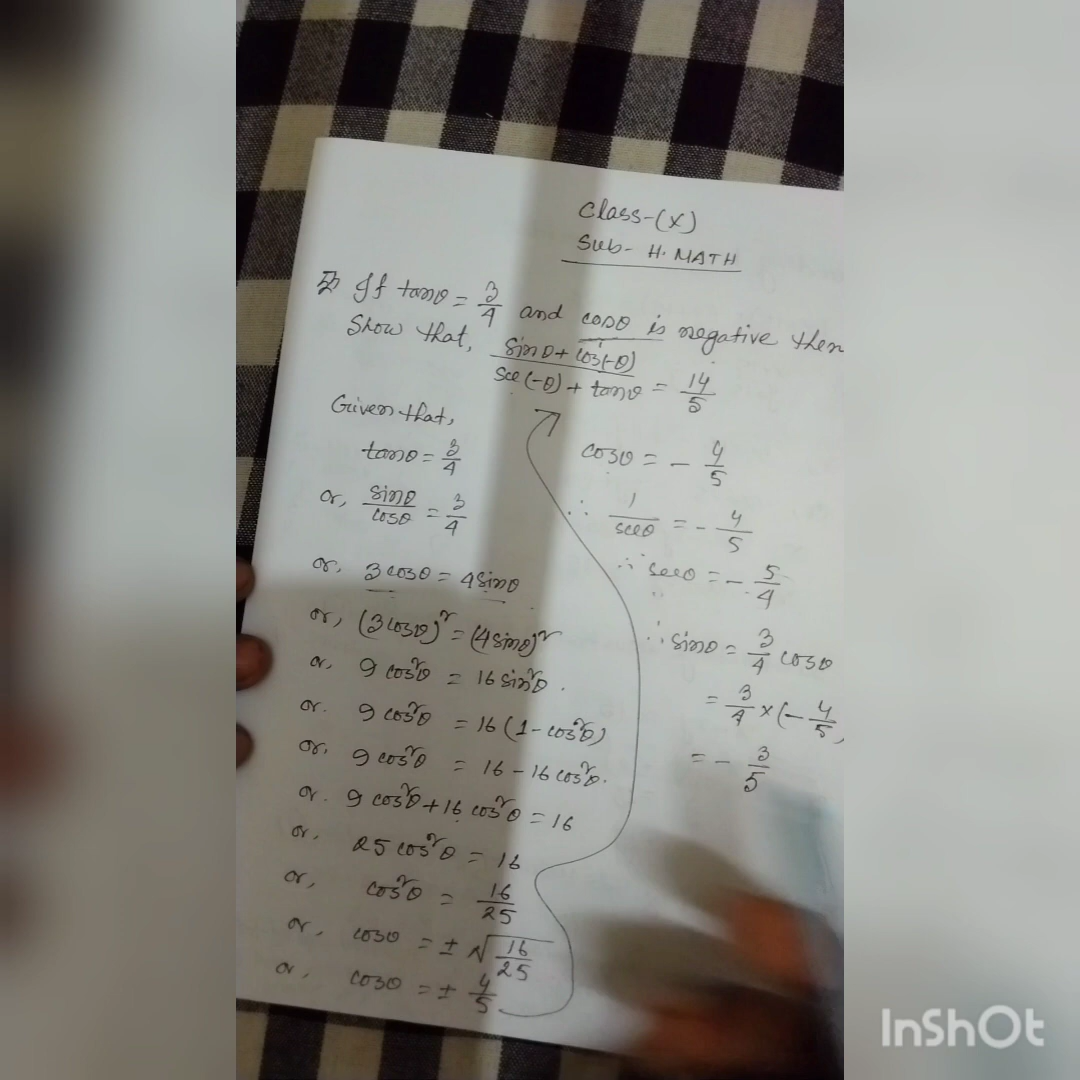 Class-(X)
Sub- H. MATH
If tanθ = 3/4 and cosθ is negative then
Show that, (sinθ + cos(-θ))/(sec(-θ) + tanθ) = 14/5
Given that,
tanθ = 3/4
or, sinθ/cosθ = 3/4
or, 3cosθ = 4sinθ
or, (3cosθ)² = (4sinθ)²
or, 9cos²θ = 16sin²θ.
or. 9cos²θ = 16(1-cos²θ)
or, 9cos²θ = 16-16cos²θ.
or. 9cos²θ+16cos²θ = 16
or, 25cos²θ = 16
or, cos²θ = 16/25
or, cosθ = ± √(16/25)
or, cosθ = ± 4/5
cosθ = - 4/5
∴ 1/secθ = - 4/5
∴ secθ = - 5/4
∴ sinθ = 3/4 cosθ
= 3/4 × (- 4/5)
= - 3/5
InShOt